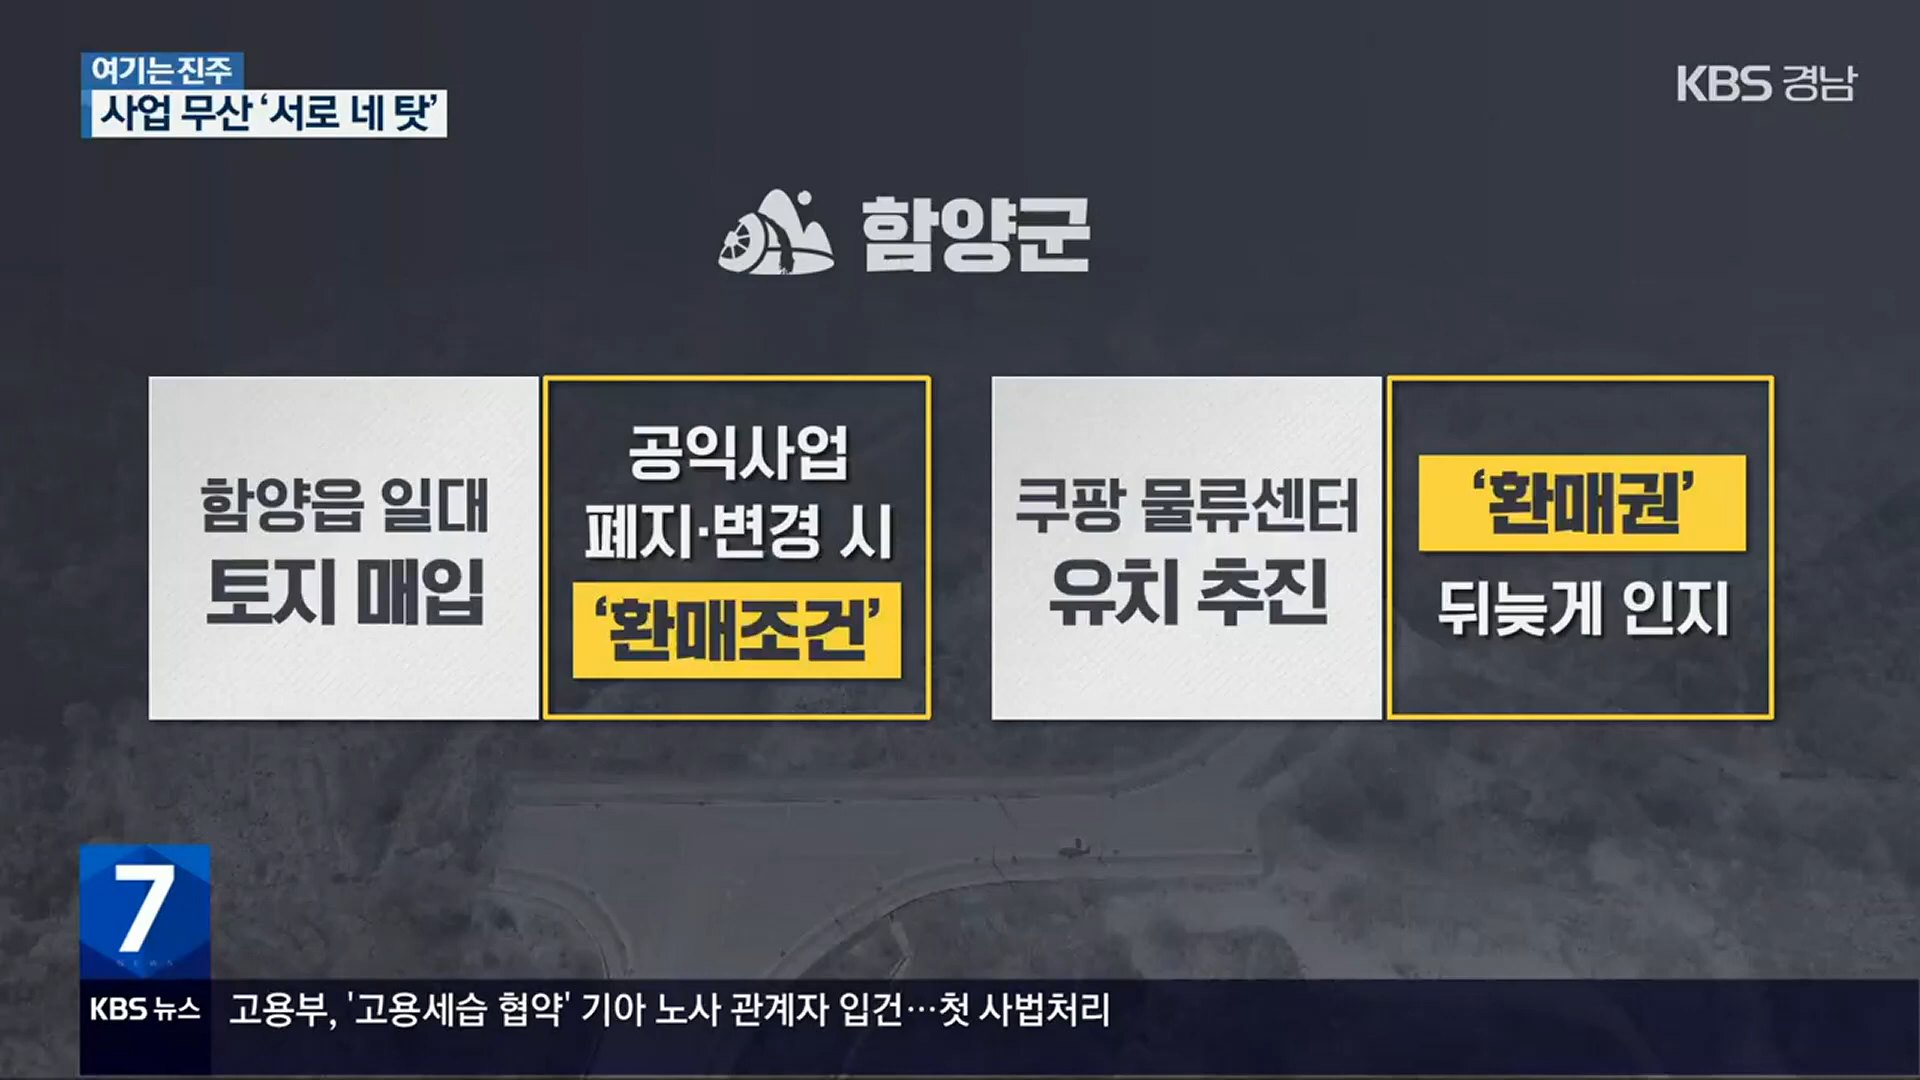 여기는 진주
사업 무산 ‘서로 네 탓’
KBS 경남
함양군
함양읍 일대
토지 매입
공익사업
폐지·변경 시
‘환매조건’
쿠팡 물류센터
유치 추진
‘환매권’
뒤늦게 인지
7
NEWS
KBS 뉴스
고용부, '고용세습 협약' 기아 노사 관계자 입건…첫 사법처리